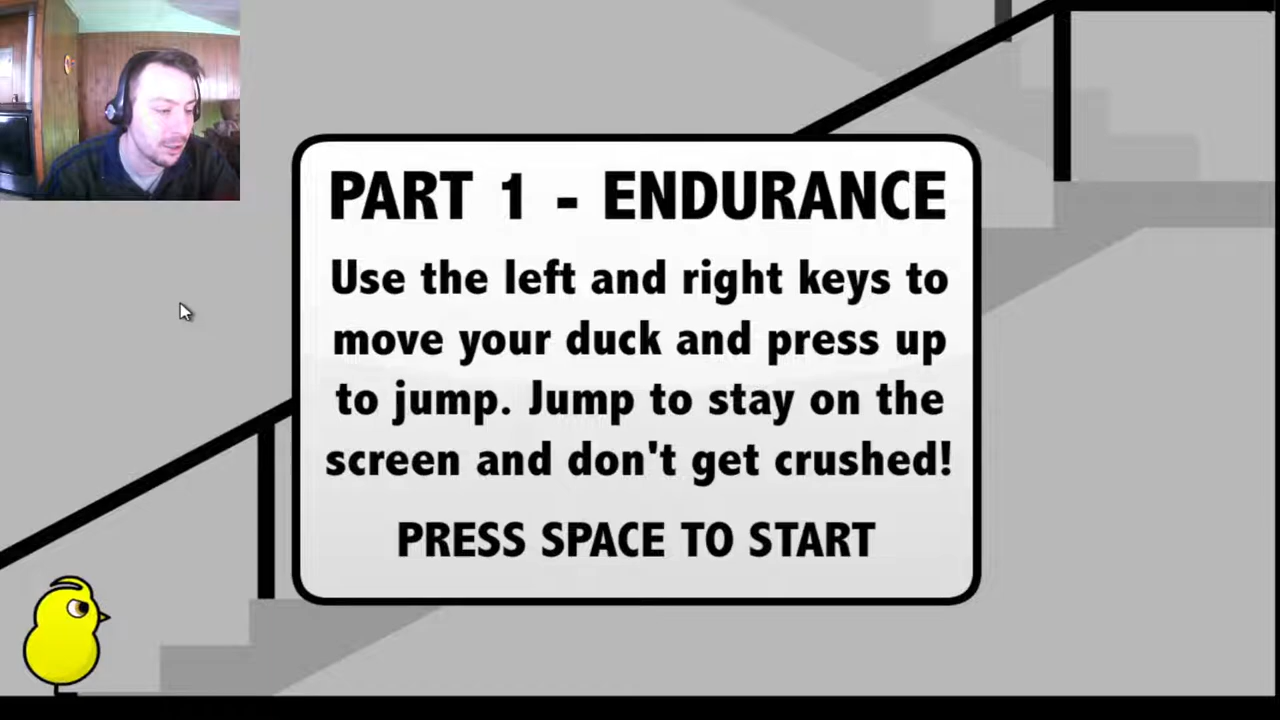 PART 1 - ENDURANCE
Use the left and right keys to
move your duck and press up
to jump. Jump to stay on the
screen and don't get crushed!
PRESS SPACE TO START